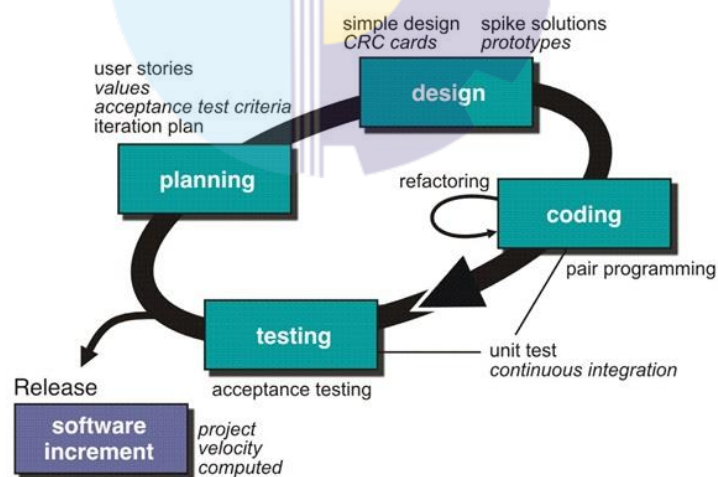 simple design
CRC cards
spike solutions
prototypes
user stories
values
acceptance test criteria
iteration plan
design
planning
refactoring
coding
pair programming
testing
unit test
continuous integration
acceptance testing
Release
software
increment
project
velocity
computed